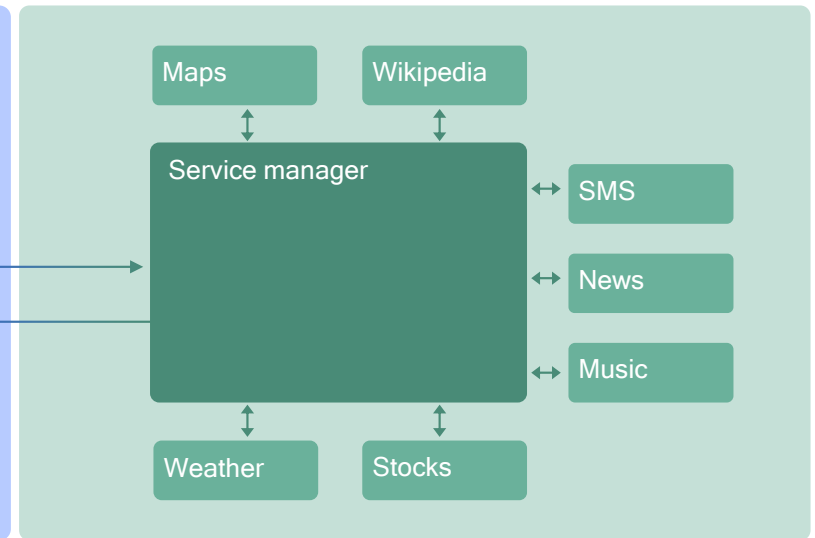 Maps
Wikipedia
Service manager
SMS
News
Music
Weather
Stocks